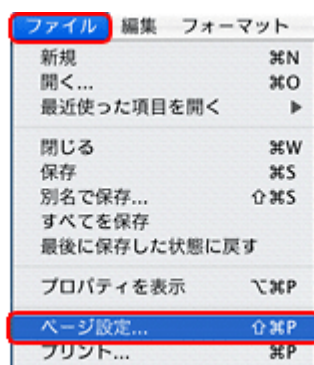 ファイル 編集 フォーマット
新規 ⌘N
開く... ⌘O
最近使った項目を開く ▶
閉じる ⌘W
保存 ⌘S
別名で保存... ⇧⌘S
すべてを保存
最後に保存した状態に戻す
プロパティを表示 ⌥⌘P
ページ設定... ⇧⌘P
プリント... ⌘P